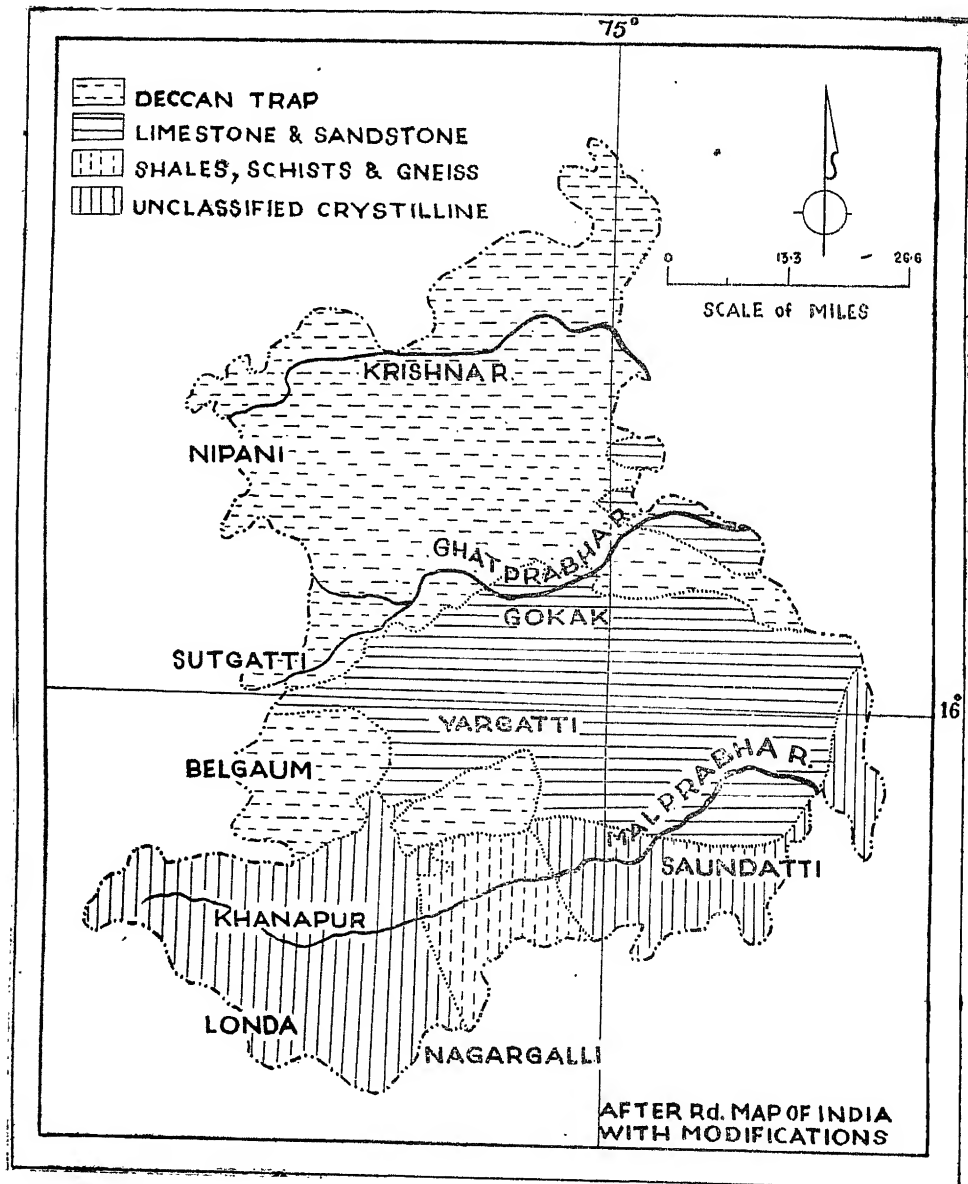 75°
DECCAN TRAP
LIMESTONE & SANDSTONE
SHALES, SCHISTS & GNEISS
UNCLASSIFIED CRYSTILLINE
0 13.3 26.6
SCALE of MILES
KRISHNA R.
NIPANI
GHATPRABHA R.
GOKAK
SUTGATTI
16°
YARGATTI
BELGAUM
MALPRABHA R.
SAUNDATTI
KHANAPUR
LONDA
NAGARGALLI
AFTER Rd. MAP OF INDIA
WITH MODIFICATIONS